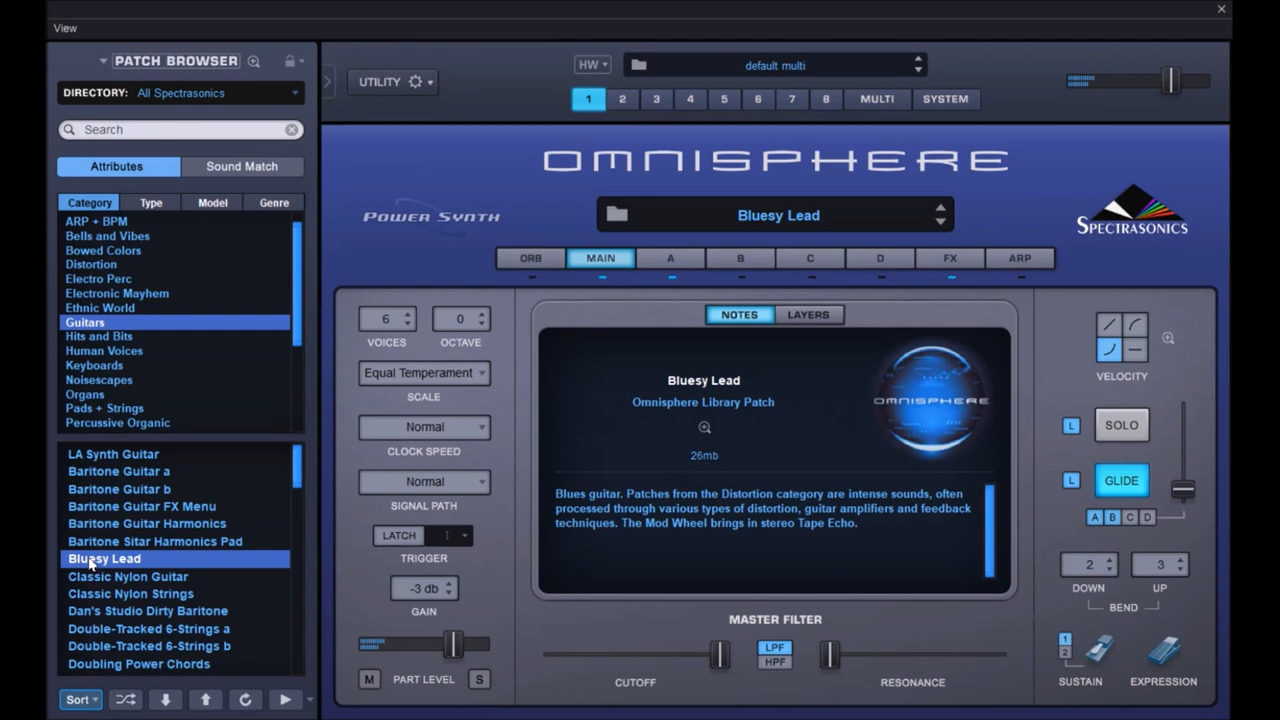 View
PATCH BROWSER
DIRECTORY: All Spectrasonics
Search
Attributes
Sound Match
Category
Type
Model
Genre
ARP + BPM
Bells and Vibes
Bowed Colors
Distortion
Electro Perc
Electronic Mayhem
Ethnic World
Guitars
Hits and Bits
Human Voices
Keyboards
Noisescapes
Organs
Pads + Strings
Percussive Organic
LA Synth Guitar
Baritone Guitar a
Baritone Guitar b
Baritone Guitar FX Menu
Baritone Guitar Harmonics
Baritone Sitar Harmonics Pad
Bluesy Lead
Classic Nylon Guitar
Classic Nylon Strings
Dan's Studio Dirty Baritone
Double-Tracked 6-Strings a
Double-Tracked 6-Strings b
Doubling Power Chords
Sort
UTILITY
HW
default multi
1 2 3 4 5 6 7 8 MULTI SYSTEM
OMNISPHERE
POWER SYNTH
Bluesy Lead
SPECTRASONICS
ORB MAIN A B C D FX ARP
6
VOICES
0
OCTAVE
Equal Temperament
SCALE
Normal
CLOCK SPEED
Normal
SIGNAL PATH
LATCH
TRIGGER
-3 db
GAIN
M PART LEVEL S
NOTES
LAYERS
Bluesy Lead
Omnisphere Library Patch
26mb
OMNISPHERE
Blues guitar. Patches from the Distortion category are intense sounds, often
processed through various types of distortion, guitar amplifiers and feedback
techniques. The Mod Wheel brings in stereo Tape Echo.
MASTER FILTER
LPF
HPF
CUTOFF
RESONANCE
VELOCITY
L SOLO
L GLIDE
A B C D
2
DOWN
3
UP
BEND
1
2
SUSTAIN
EXPRESSION